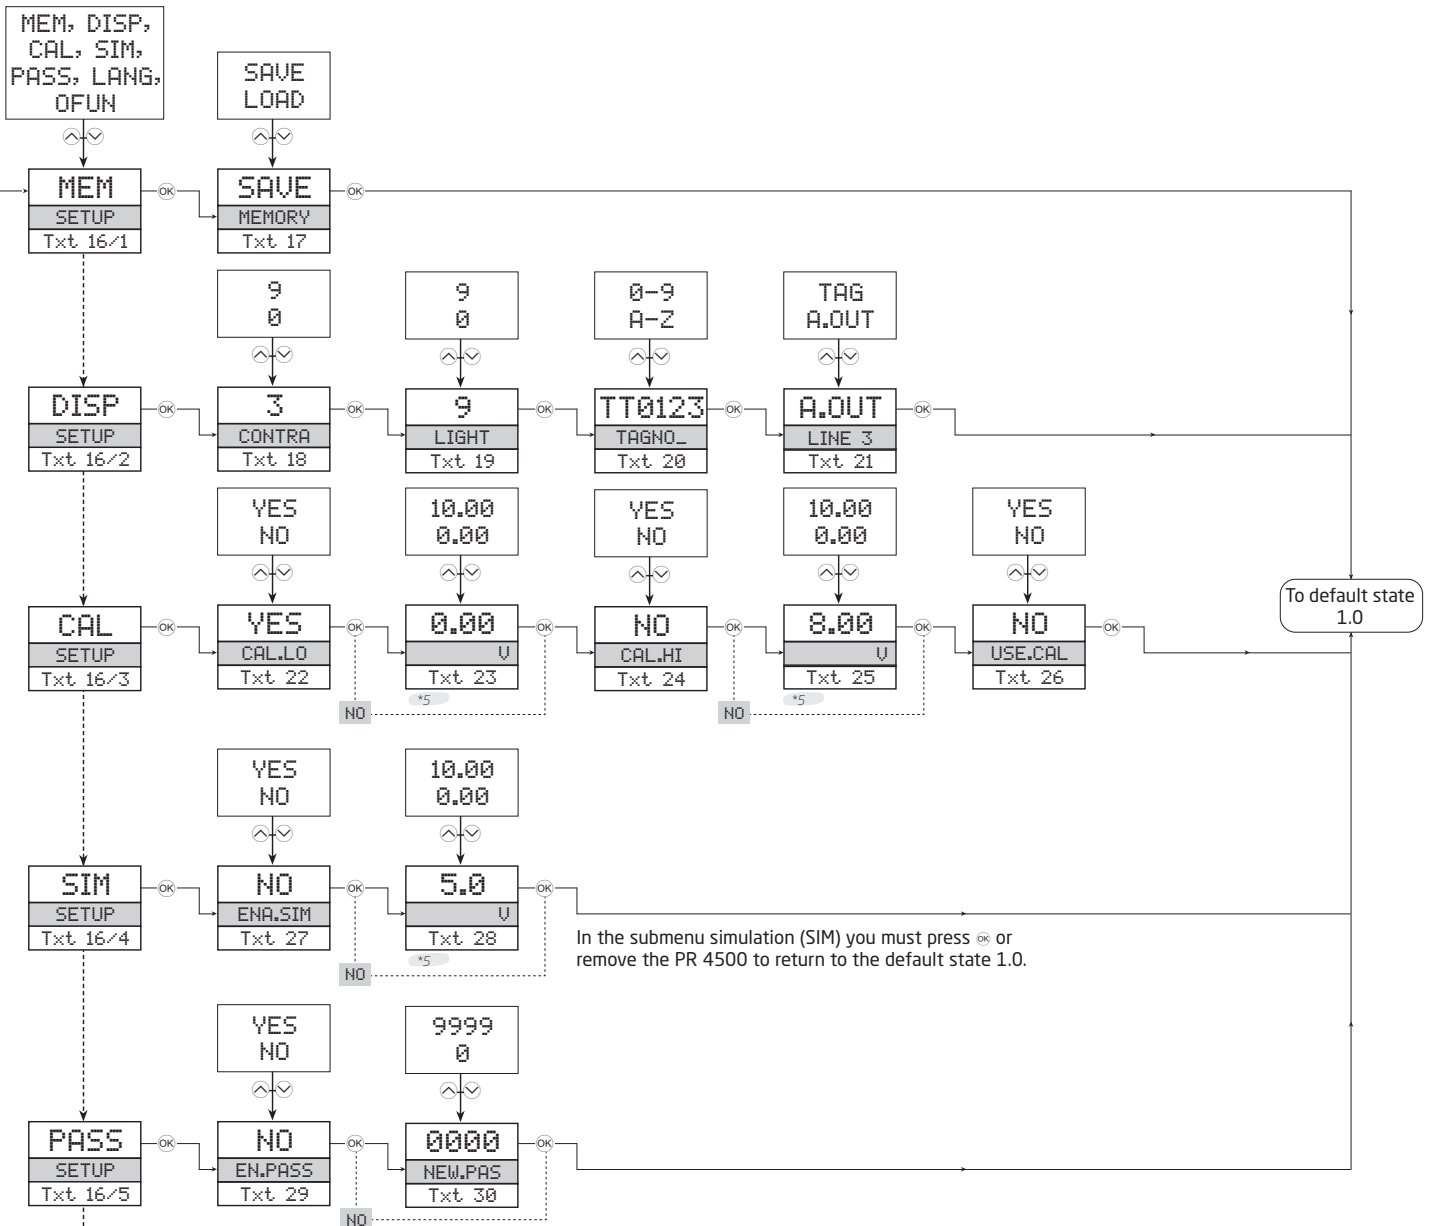 MEM, DISP,
CAL, SIM,
PASS, LANG,
OFUN
SAVE
LOAD
MEM
SETUP
Txt 16/1
OK
SAVE
MEMORY
Txt 17
OK
9
0
9
0
0-9
A-Z
TAG
A.OUT
DISP
SETUP
Txt 16/2
OK
3
CONTRA
Txt 18
OK
9
LIGHT
Txt 19
OK
TT0123
TAGNO_
Txt 20
OK
A.OUT
LINE 3
Txt 21
OK
YES
NO
10.00
0.00
YES
NO
10.00
0.00
YES
NO
CAL
SETUP
Txt 16/3
OK
YES
CAL.LO
Txt 22
OK
NO
0.00
V
Txt 23
*5
OK
NO
CAL.HI
Txt 24
OK
NO
8.00
V
Txt 25
*5
OK
NO
USE.CAL
Txt 26
OK
To default state
1.0
YES
NO
10.00
0.00
SIM
SETUP
Txt 16/4
OK
NO
ENA.SIM
Txt 27
OK
NO
5.0
V
Txt 28
*5
OK
In the submenu simulation (SIM) you must press OK or
remove the PR 4500 to return to the default state 1.0.
YES
NO
9999
0
PASS
SETUP
Txt 16/5
OK
NO
EN.PASS
Txt 29
OK
NO
0000
NEW.PAS
Txt 30
OK